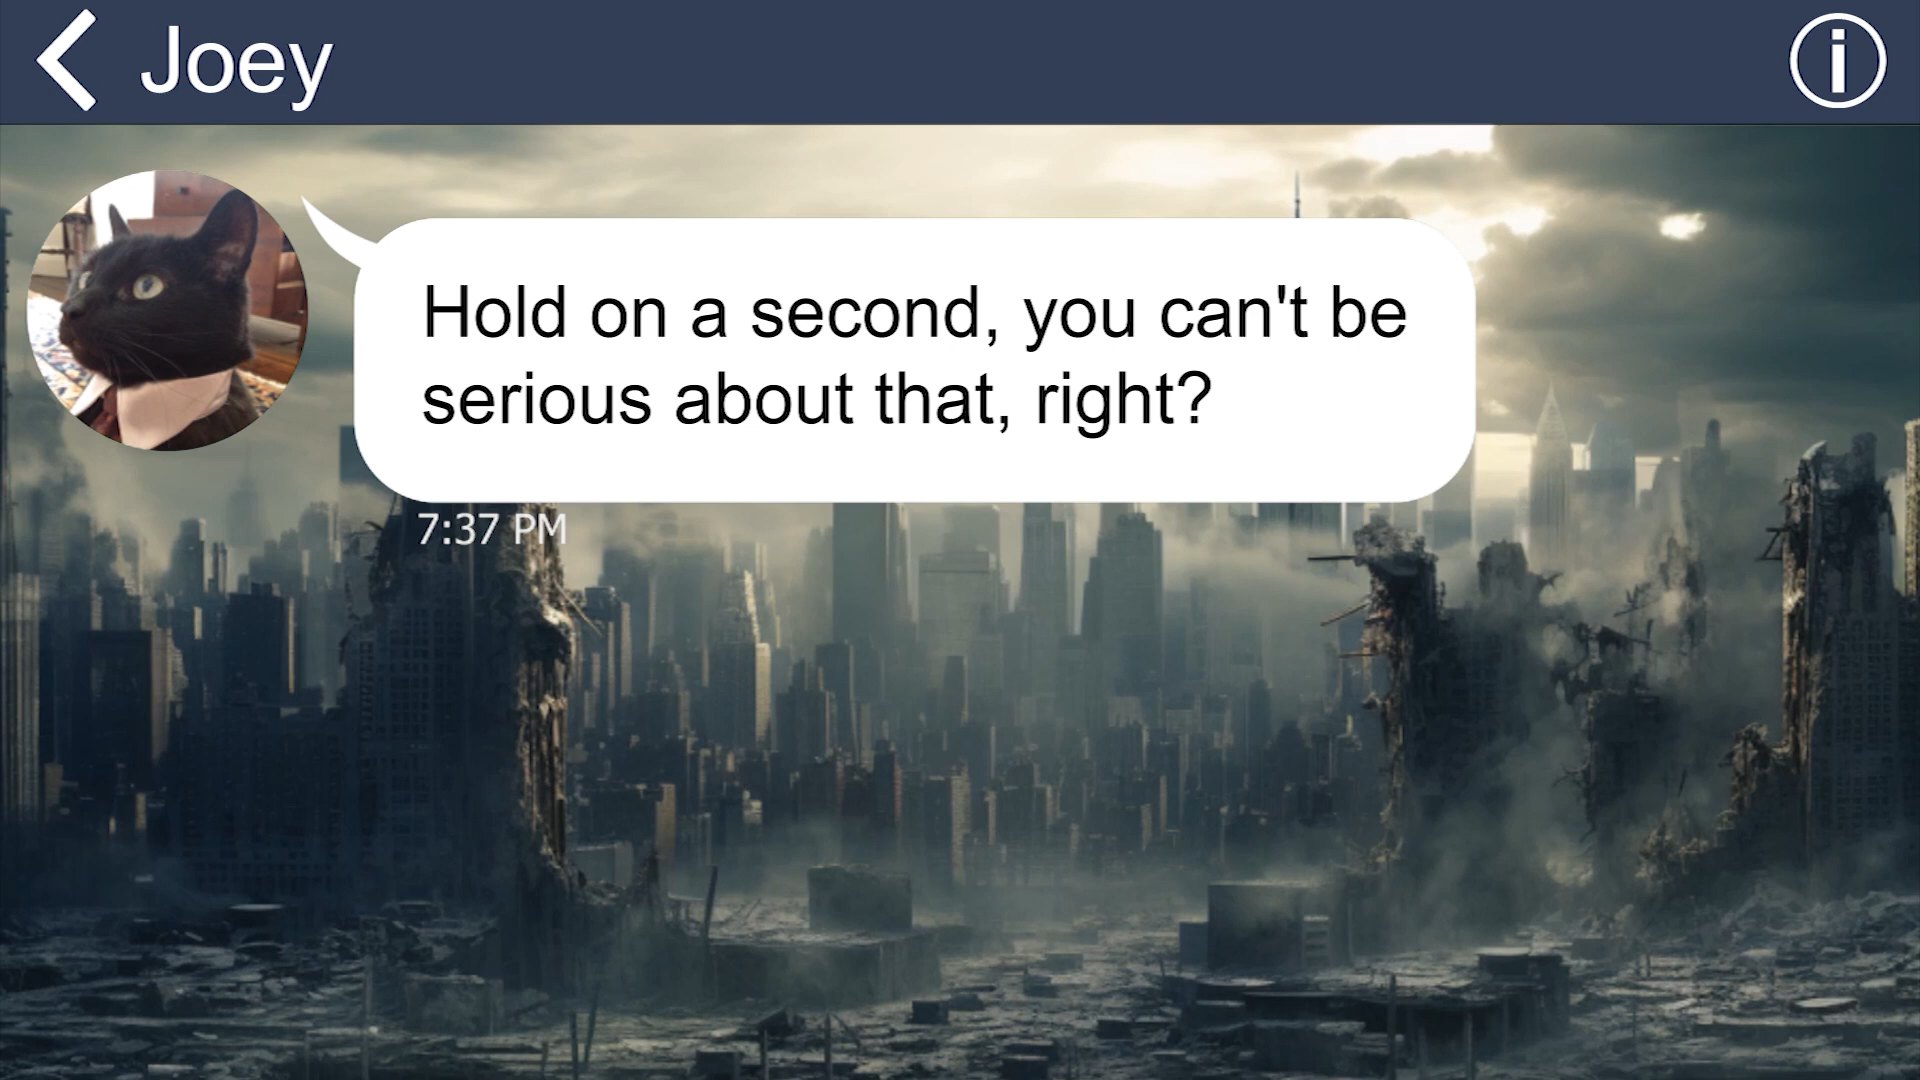 Joey
Hold on a second, you can't be
serious about that, right?
7:37 PM